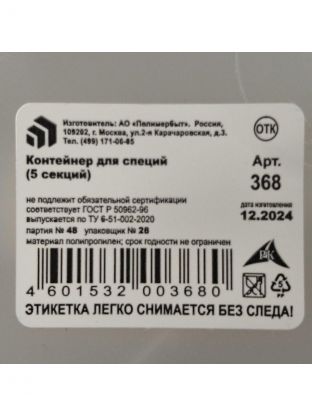 Изготовитель: АО «Полимербыт». Россия,
109202, г. Москва, ул.2-я Карачаровская, д.3.
Тел. (499) 171-06-85
ОТК
Контейнер для специй
(5 секций)
Арт.
368
не подлежит обязательной сертификации
соответствует ГОСТ Р 50962-96
выпускается по ТУ 6-51-002-2020
партия № 48 упаковщик № 26
материал полипропилен; срок годности не ограничен
дата изготовления
12.2024
5
4 601532 003680
ЭТИКЕТКА ЛЕГКО СНИМАЕТСЯ БЕЗ СЛЕДА!